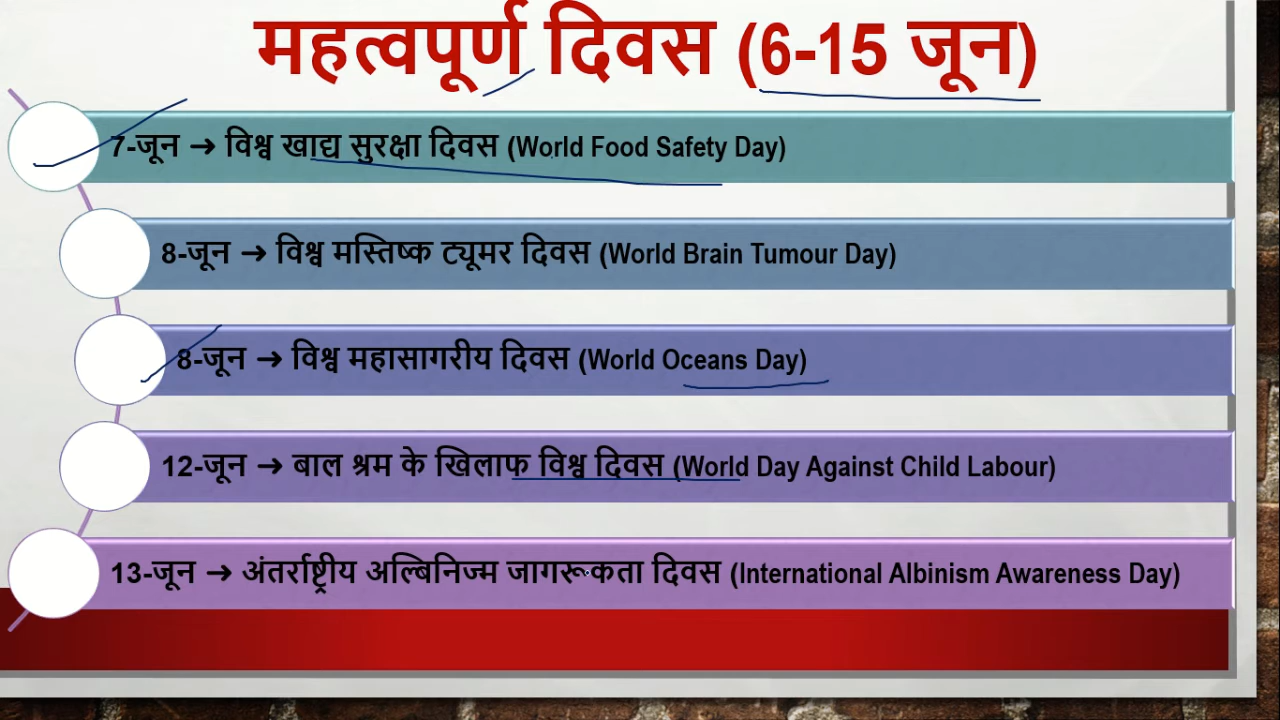 महत्वपूर्ण दिवस (6-15 जून)
7-जून → विश्व खाद्य सुरक्षा दिवस (World Food Safety Day)
8-जून → विश्व मस्तिष्क ट्यूमर दिवस (World Brain Tumour Day)
8-जून → विश्व महासागरीय दिवस (World Oceans Day)
12-जून → बाल श्रम के खिलाफ विश्व दिवस (World Day Against Child Labour)
13-जून → अंतर्राष्ट्रीय अल्बिनिज्म जागरूकता दिवस (International Albinism Awareness Day)